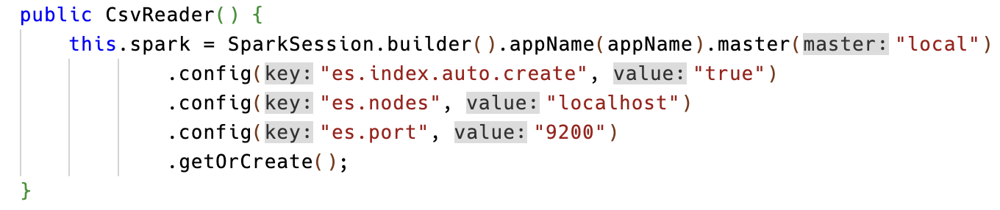 public CsvReader() {
this.spark = SparkSession.builder().appName(appName).master(master: "local")
.config(key: "es.index.auto.create", value: "true")
.config(key: "es.nodes", value: "localhost")
.config(key: "es.port", value: "9200")
.getOrCreate();
}